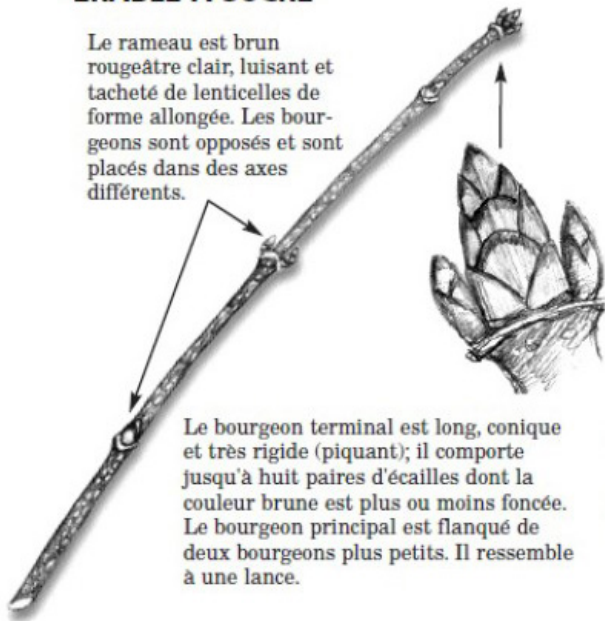 Le rameau est brun
rougeâtre clair, luisant et
tacheté de lenticelles de
forme allongée. Les bour-
geons sont opposés et sont
placés dans des axes
différents.
Le bourgeon terminal est long, conique
et très rigide (piquant); il comporte
jusqu'à huit paires d'écailles dont la
couleur brune est plus ou moins foncée.
Le bourgeon principal est flanqué de
deux bourgeons plus petits. Il ressemble
à une lance.